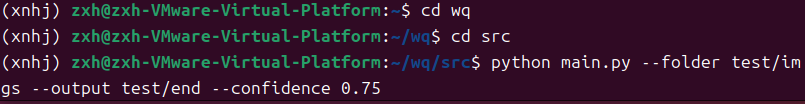 (xnhj) zxh@zxh-VMware-Virtual-Platform:~$ cd wq
(xnhj) zxh@zxh-VMware-Virtual-Platform:~/wq$ cd src
(xnhj) zxh@zxh-VMware-Virtual-Platform:~/wq/src$ python main.py --folder test/im
gs --output test/end --confidence 0.75